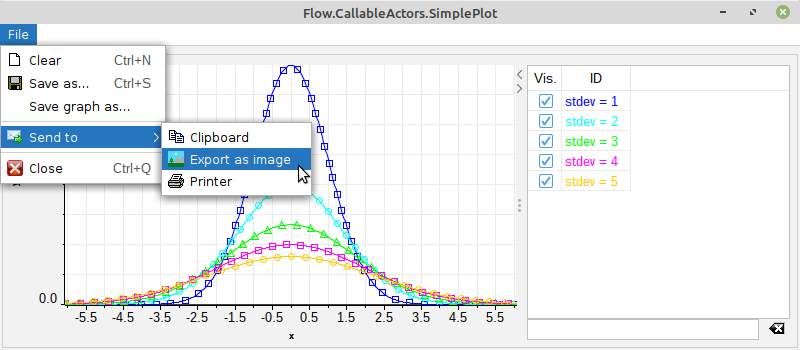 Flow.CallableActors.SimplePlot
File
Clear Ctrl+N
Save as... Ctrl+S
Save graph as...
Send to
Close Ctrl+Q
Clipboard
Export as image
Printer
0.0
-5.5 -4.5 -3.5 -2.5 -1.5 -0.5 0.5 1.5 2.5 3.5 4.5 5.5
x
Vis. ID
stdev = 1
stdev = 2
stdev = 3
stdev = 4
stdev = 5